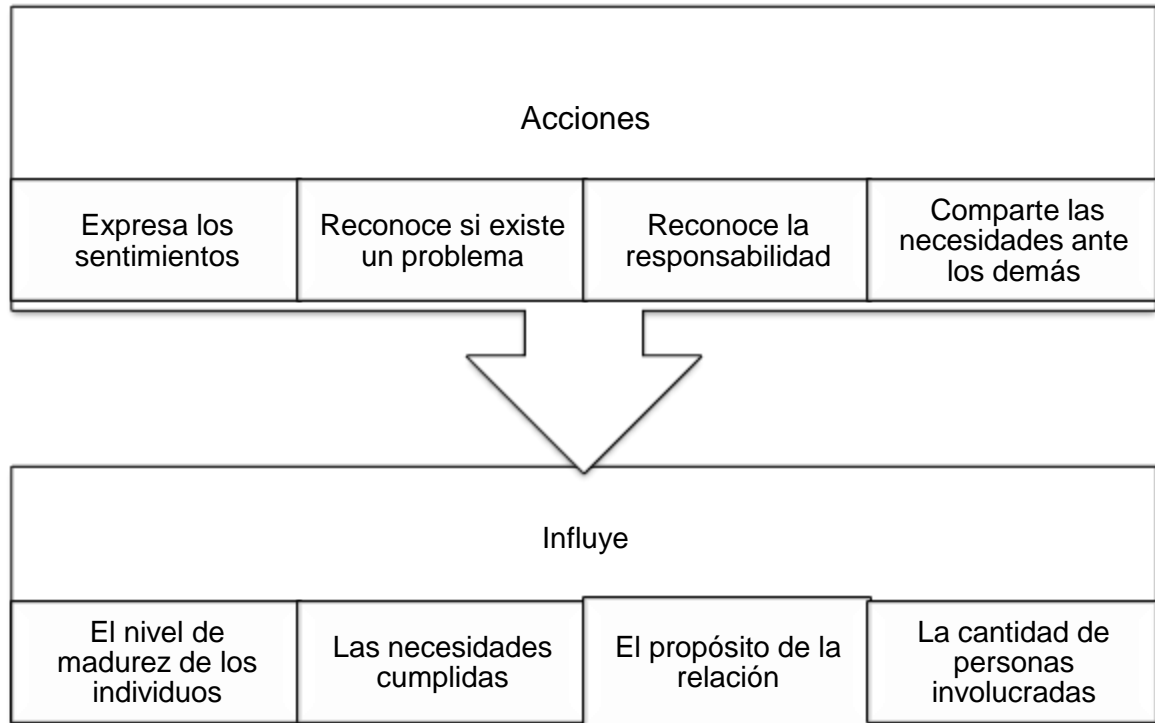 Acciones
Expresa los
sentimientos
Reconoce si existe
un problema
Reconoce la
responsabilidad
Comparte las
necesidades ante
los demás
Influye
El nivel de
madurez de los
individuos
Las necesidades
cumplidas
El propósito de la
relación
La cantidad de
personas
involucradas